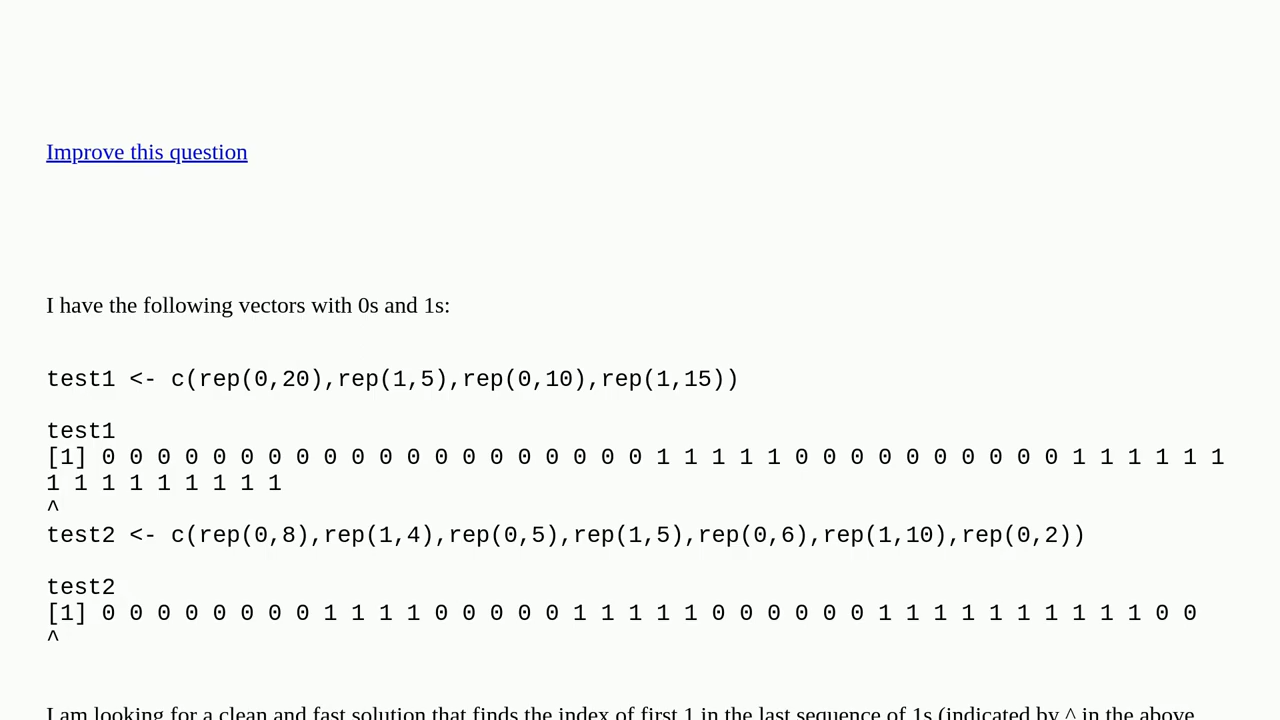 Improve this question
I have the following vectors with 0s and 1s:
test1 <- c(rep(0,20),rep(1,5),rep(0,10),rep(1,15))
test1
[1] 0 0 0 0 0 0 0 0 0 0 0 0 0 0 0 0 0 0 0 0 1 1 1 1 1 0 0 0 0 0 0 0 0 0 0 1 1 1 1 1 1
1 1 1 1 1 1 1 1 1
^
test2 <- c(rep(0,8),rep(1,4),rep(0,5),rep(1,5),rep(0,6),rep(1,10),rep(0,2))
test2
[1] 0 0 0 0 0 0 0 0 1 1 1 1 0 0 0 0 0 1 1 1 1 1 0 0 0 0 0 0 1 1 1 1 1 1 1 1 1 1 0 0
^
I am looking for a clean and fast solution that finds the index of first 1 in the last sequence of 1s (indicated by ^ in the above